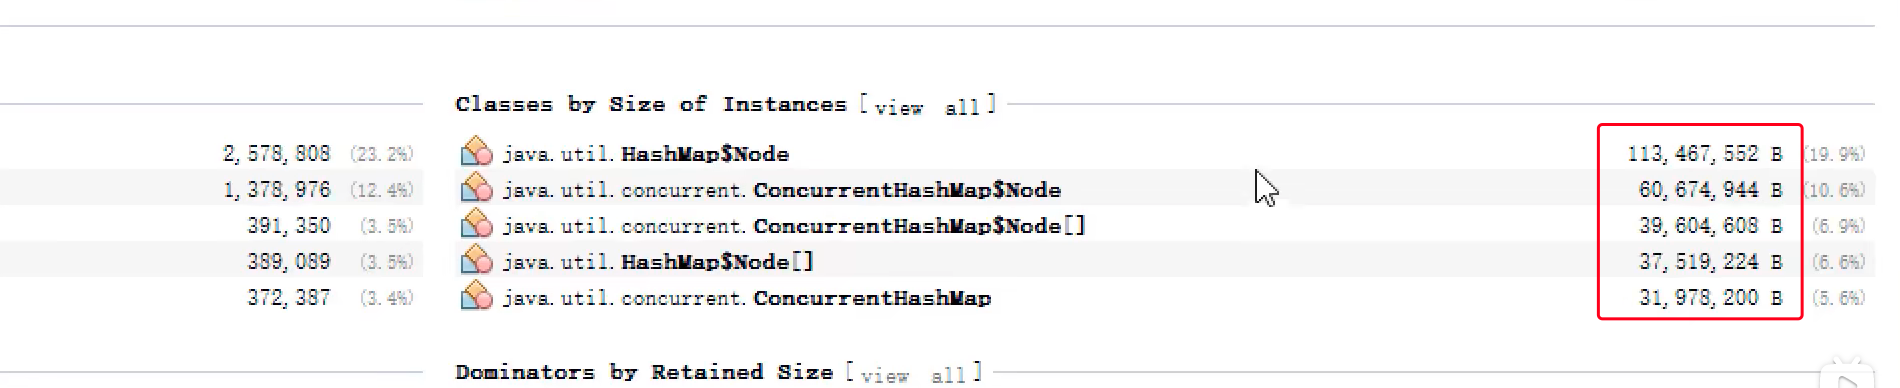 Classes by Size of Instances [view all]
2,578,808 (23.2%) java.util.HashMap$Node 113,467,552 B (19.9%)
1,378,976 (12.4%) java.util.concurrent.ConcurrentHashMap$Node 60,674,944 B (10.6%)
391,350 (3.5%) java.util.concurrent.ConcurrentHashMap$Node[] 39,604,608 B (6.9%)
389,089 (3.5%) java.util.HashMap$Node[] 37,519,224 B (6.6%)
372,387 (3.4%) java.util.concurrent.ConcurrentHashMap 31,978,200 B (5.6%)
Dominators by Retained Size [view all]